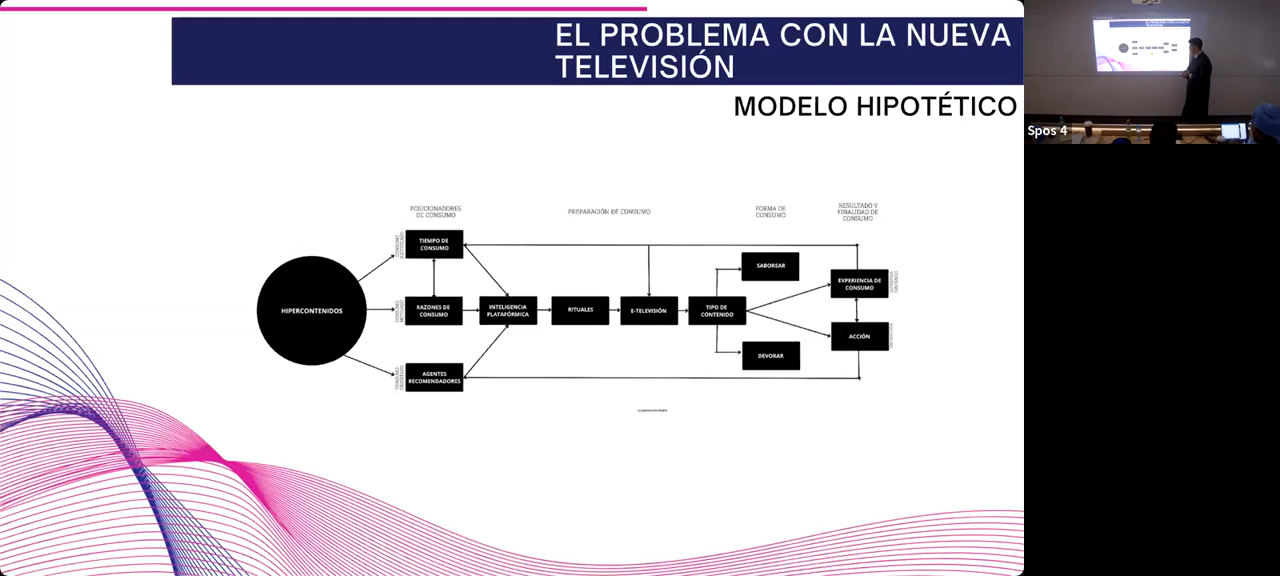 EL PROBLEMA CON LA NUEVA
TELEVISIÓN
MODELO HIPOTÉTICO
POSICIONADORES
DE CONSUMO
PREPARACIÓN DE CONSUMO
FORMA DE
CONSUMO
RESULTADO Y
FINALIDAD DE
CONSUMO
HIPERCONTENIDOS
TIEMPO DE
CONSUMO
RAZONES DE
CONSUMO
AGENTES
RECOMENDADORES
INTELIGENCIA
PLATAFÓRMICA
RITUALES
E-TELEVISIÓN
TIPO DE
CONTENIDO
SABOREAR
DEVORAR
EXPERIENCIA DE
CONSUMO
ACCIÓN
Spos 4